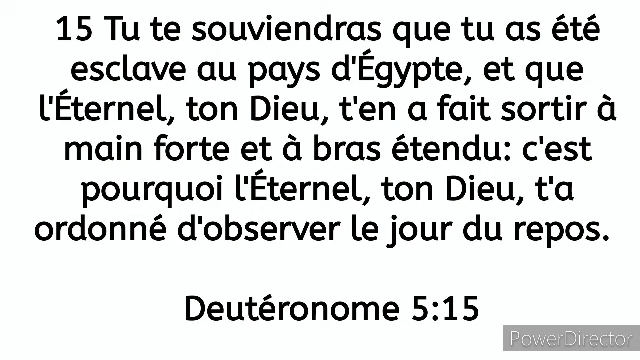 15 Tu te souviendras que tu as été
esclave au pays d'Égypte, et que
l'Éternel, ton Dieu, t'en a fait sortir à
main forte et à bras étendu: c'est
pourquoi l'Éternel, ton Dieu, t'a
ordonné d'observer le jour du repos.
Deutéronome 5:15
PowerDirector